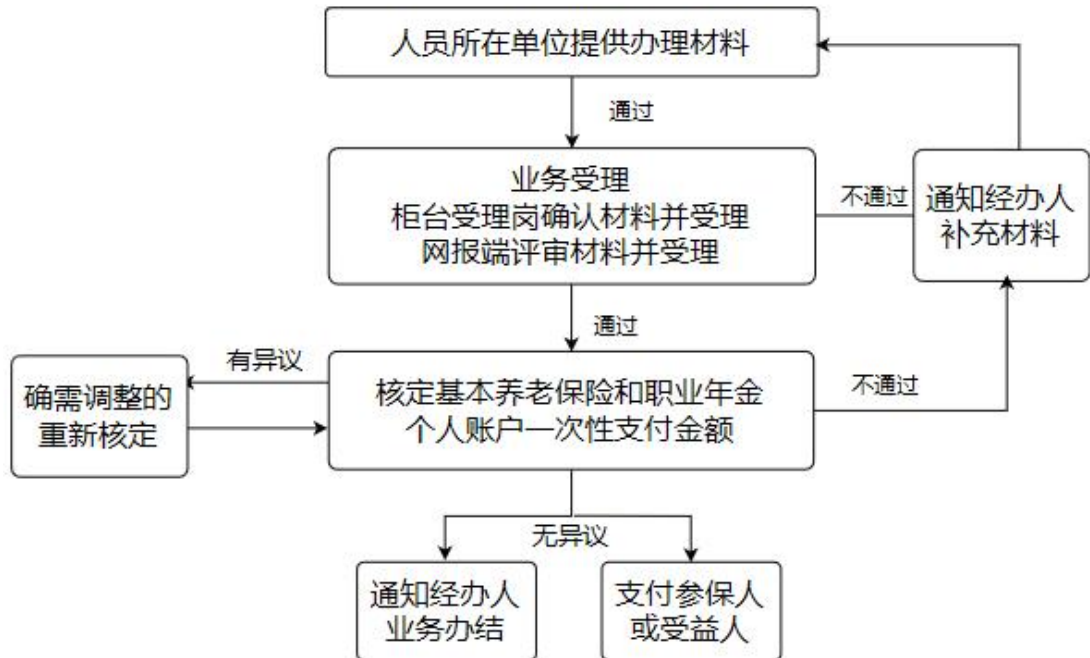 人员所在单位提供办理材料
通过
业务受理
柜台受理岗确认材料并受理
网报端评审材料并受理
不通过
通知经办人
补充材料
通过
有异议
确需调整的
重新核定
核定基本养老保险和职业年金
个人账户一次性支付金额
不通过
无异议
通知经办人
业务办结
支付参保人
或受益人